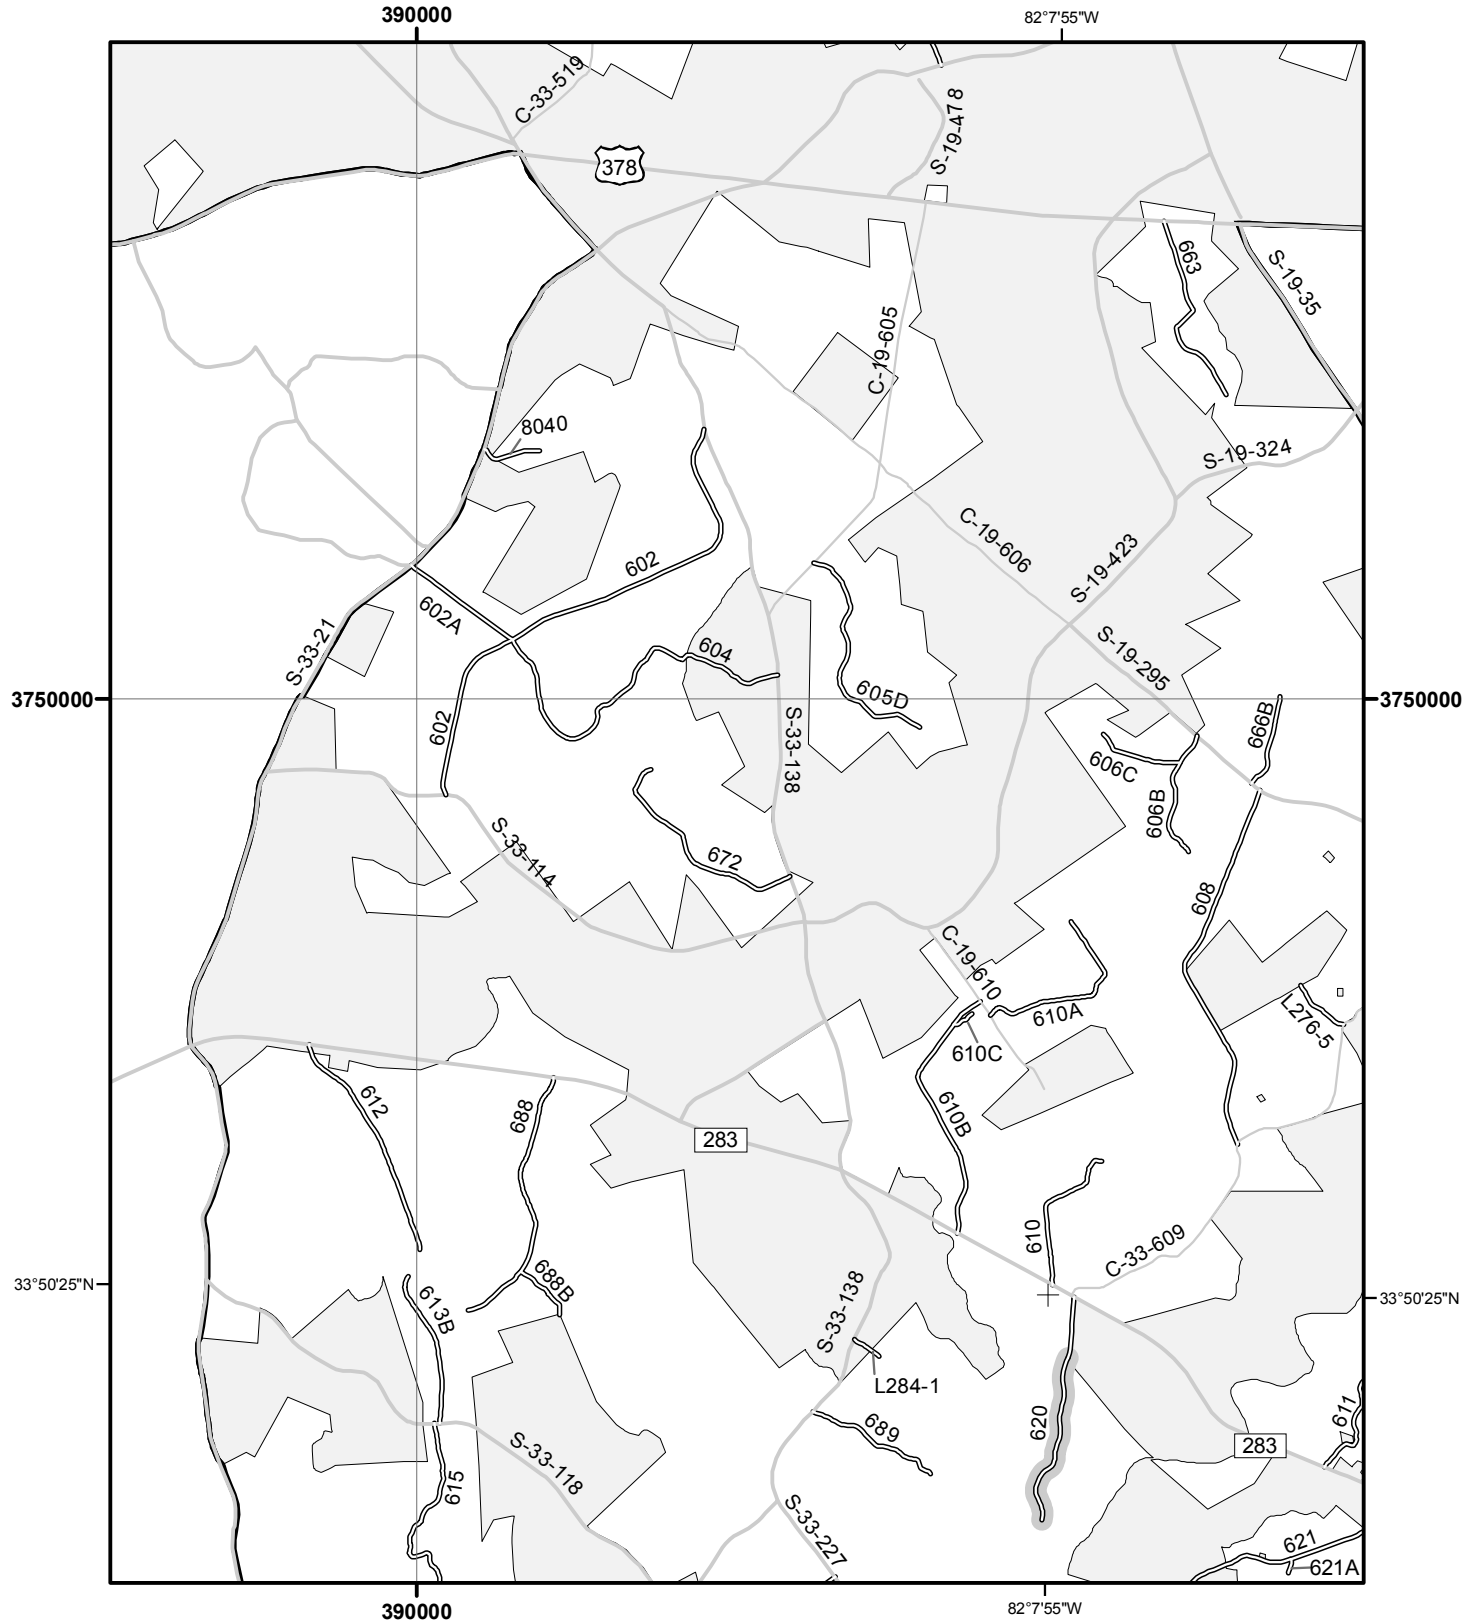 390000
82°7'55"W
C-33-519
S-19-478
378
663
S-19-35
C-19-605
8040
S-19-324
C-19-606
602
S-19-423
602A
S-33-21
604
S-19-295
605D
3750000
3750000
602
S-33-138
666B
606C
606B
S-33-114
672
608
C-19-610
610A
L276-5
610C
612
688
610B
283
610
C-33-609
33°50'25"N
688B
613B
S-33-138
33°50'25"N
L284-1
620
611
689
283
S-33-118
615
S-33-227
621
621A
390000
82°7'55"W